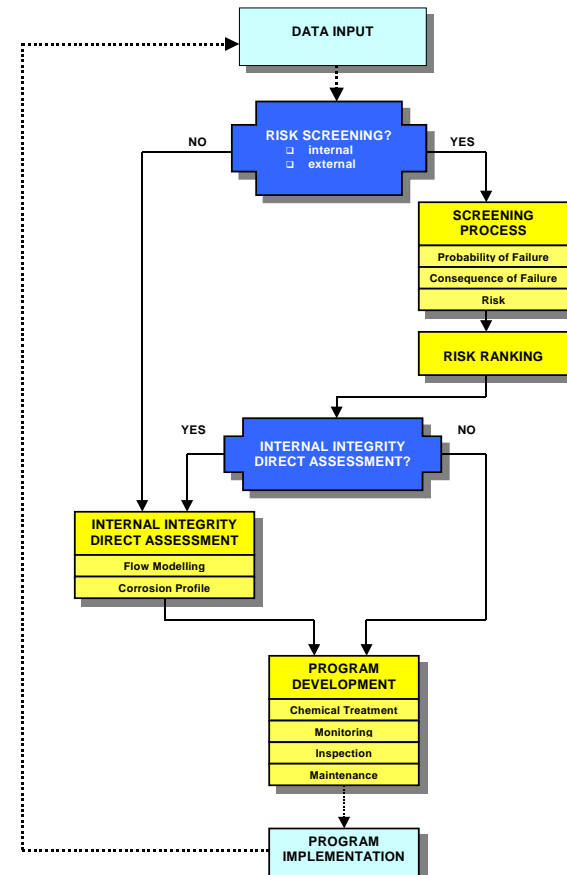 DATA INPUT
RISK SCREENING?
internal
external
NO
YES
SCREENING
PROCESS
Probability of Failure
Consequence of Failure
Risk
RISK RANKING
YES
NO
INTERNAL INTEGRITY
DIRECT ASSESSMENT?
INTERNAL INTEGRITY
DIRECT ASSESSMENT
Flow Modelling
Corrosion Profile
PROGRAM
DEVELOPMENT
Chemical Treatment
Monitoring
Inspection
Maintenance
PROGRAM
IMPLEMENTATION